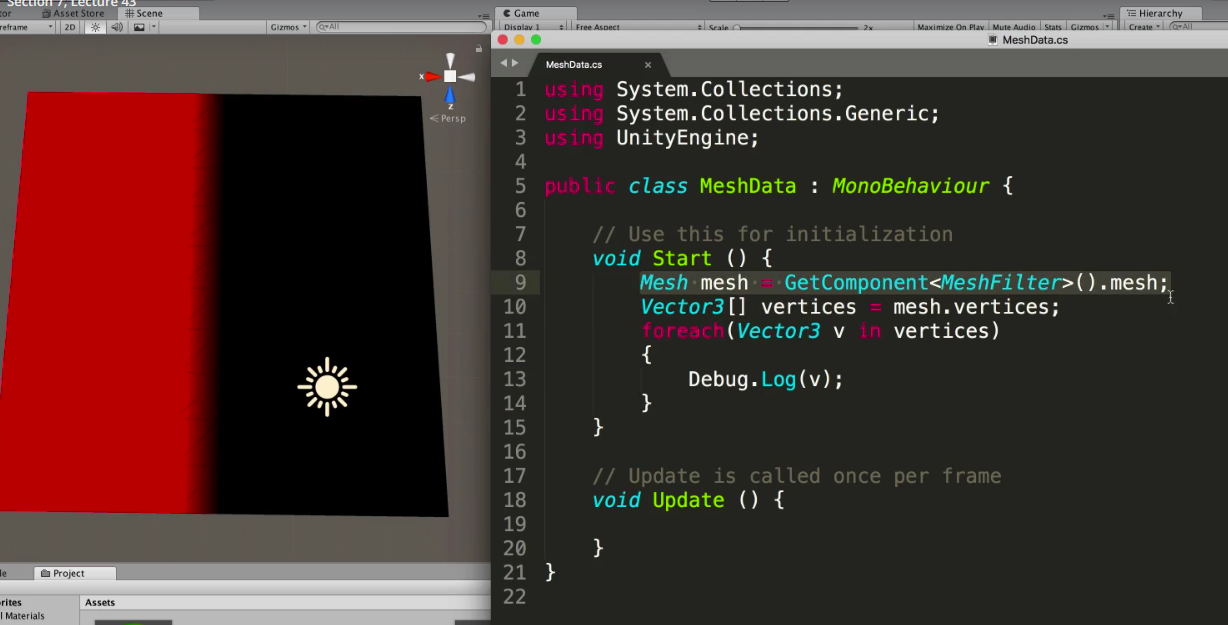 Section 7, Lecture 43
Asset Store
Scene
2D
Gizmos
All
x
z
Persp
Project
Assets
Game
Display 1
Free Aspect
Scale
2x
Maximize On Play
Mute Audio
Stats
Gizmos
Hierarchy
Create
All
MeshData.cs
MeshData.cs
1 using System.Collections;
2 using System.Collections.Generic;
3 using UnityEngine;
4
5 public class MeshData : MonoBehaviour {
6
7 // Use this for initialization
8 void Start () {
9 Mesh mesh = GetComponent<MeshFilter>().mesh;
10 Vector3[] vertices = mesh.vertices;
11 foreach(Vector3 v in vertices)
12 {
13 Debug.Log(v);
14 }
15 }
16
17 // Update is called once per frame
18 void Update () {
19
20 }
21 }
22